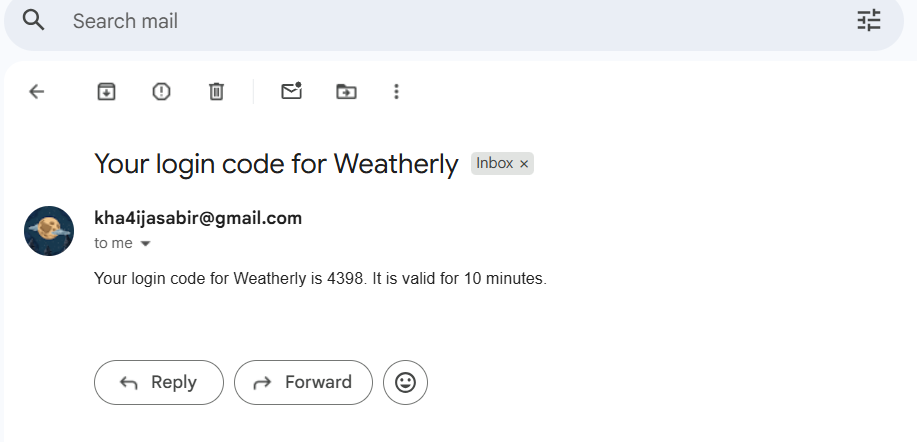 Search mail
Your login code for Weatherly Inbox ×
kha4ijasabir@gmail.com
to me
Your login code for Weatherly is 4398. It is valid for 10 minutes.
Reply Forward